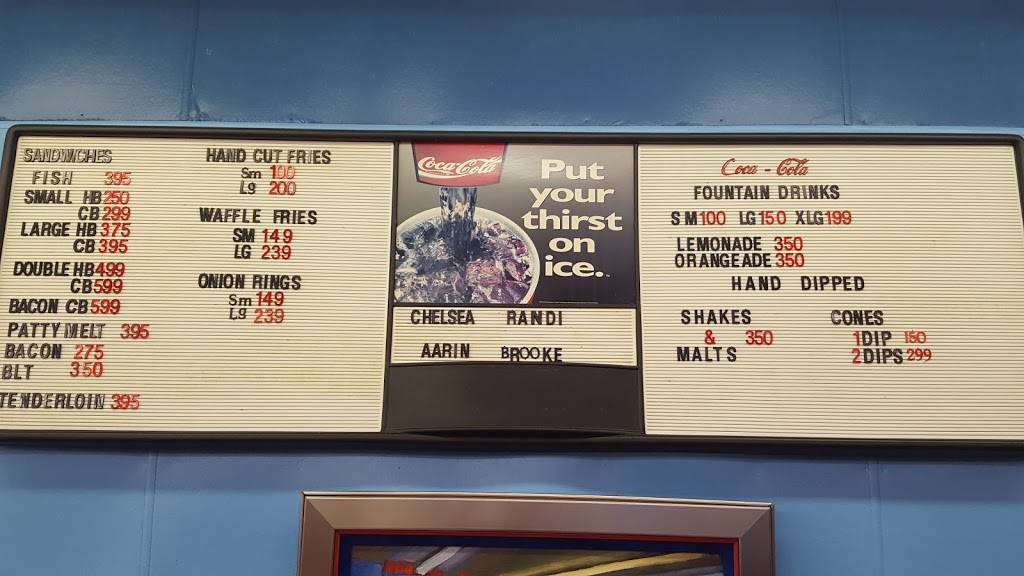 SANDWICHES
FISH 395
SMALL HB 250
CB 299
LARGE HB 375
CB 395
DOUBLE HB 499
CB 599
BACON CB 599
PATTY MELT 395
BACON 275
BLT 350
TENDERLOIN 395
HAND CUT FRIES
Sm 100
Lg 200
WAFFLE FRIES
SM 149
LG 239
ONION RINGS
Sm 149
Lg 239
Coca-Cola
Put
your
thirst
on
ice.
CHELSEA RANDI
AARIN BROOKE
Coca-Cola
FOUNTAIN DRINKS
SM 100 LG 150 XLG 199
LEMONADE 350
ORANGEADE 350
HAND DIPPED
SHAKES
& 350
MALTS
CONES
1 DIP 150
2 DIPS 299